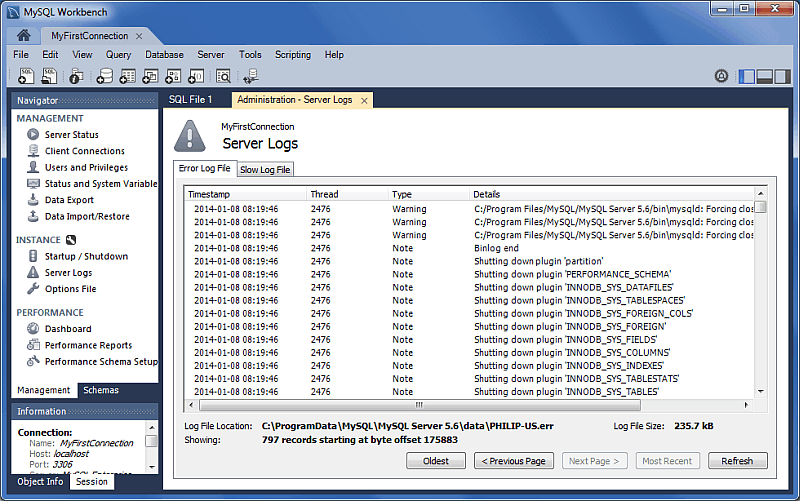 MySQL Workbench
MyFirstConnection
File Edit View Query Database Server Tools Scripting Help
Navigator
MANAGEMENT
Server Status
Client Connections
Users and Privileges
Status and System Variable
Data Export
Data Import/Restore
INSTANCE
Startup / Shutdown
Server Logs
Options File
PERFORMANCE
Dashboard
Performance Reports
Performance Schema Setup
Management Schemas
Information
Connection:
Name: MyFirstConnection
Host: localhost
Port: 3306
Object Info Session
SQL File 1 Administration - Server Logs
MyFirstConnection
Server Logs
Error Log File Slow Log File
Timestamp Thread Type Details
2014-01-08 08:19:46 2476 Warning C:/Program Files/MySQL/MySQL Server 5.6/bin\mysqld: Forcing clos
2014-01-08 08:19:46 2476 Warning C:/Program Files/MySQL/MySQL Server 5.6/bin\mysqld: Forcing clos
2014-01-08 08:19:46 2476 Warning C:/Program Files/MySQL/MySQL Server 5.6/bin\mysqld: Forcing clos
2014-01-08 08:19:46 2476 Note Binlog end
2014-01-08 08:19:46 2476 Note Shutting down plugin 'partition'
2014-01-08 08:19:46 2476 Note Shutting down plugin 'PERFORMANCE_SCHEMA'
2014-01-08 08:19:46 2476 Note Shutting down plugin 'INNODB_SYS_DATAFILES'
2014-01-08 08:19:46 2476 Note Shutting down plugin 'INNODB_SYS_TABLESPACES'
2014-01-08 08:19:46 2476 Note Shutting down plugin 'INNODB_SYS_FOREIGN_COLS'
2014-01-08 08:19:46 2476 Note Shutting down plugin 'INNODB_SYS_FOREIGN'
2014-01-08 08:19:46 2476 Note Shutting down plugin 'INNODB_SYS_FIELDS'
2014-01-08 08:19:46 2476 Note Shutting down plugin 'INNODB_SYS_COLUMNS'
2014-01-08 08:19:46 2476 Note Shutting down plugin 'INNODB_SYS_INDEXES'
2014-01-08 08:19:46 2476 Note Shutting down plugin 'INNODB_SYS_TABLESTATS'
2014-01-08 08:19:46 2476 Note Shutting down plugin 'INNODB_SYS_TABLES'
Log File Location: C:\ProgramData\MySQL\MySQL Server 5.6\data\PHILIP-US.err Log File Size: 235.7 kB
Showing: 797 records starting at byte offset 175883
Oldest < Previous Page Next Page > Most Recent Refresh